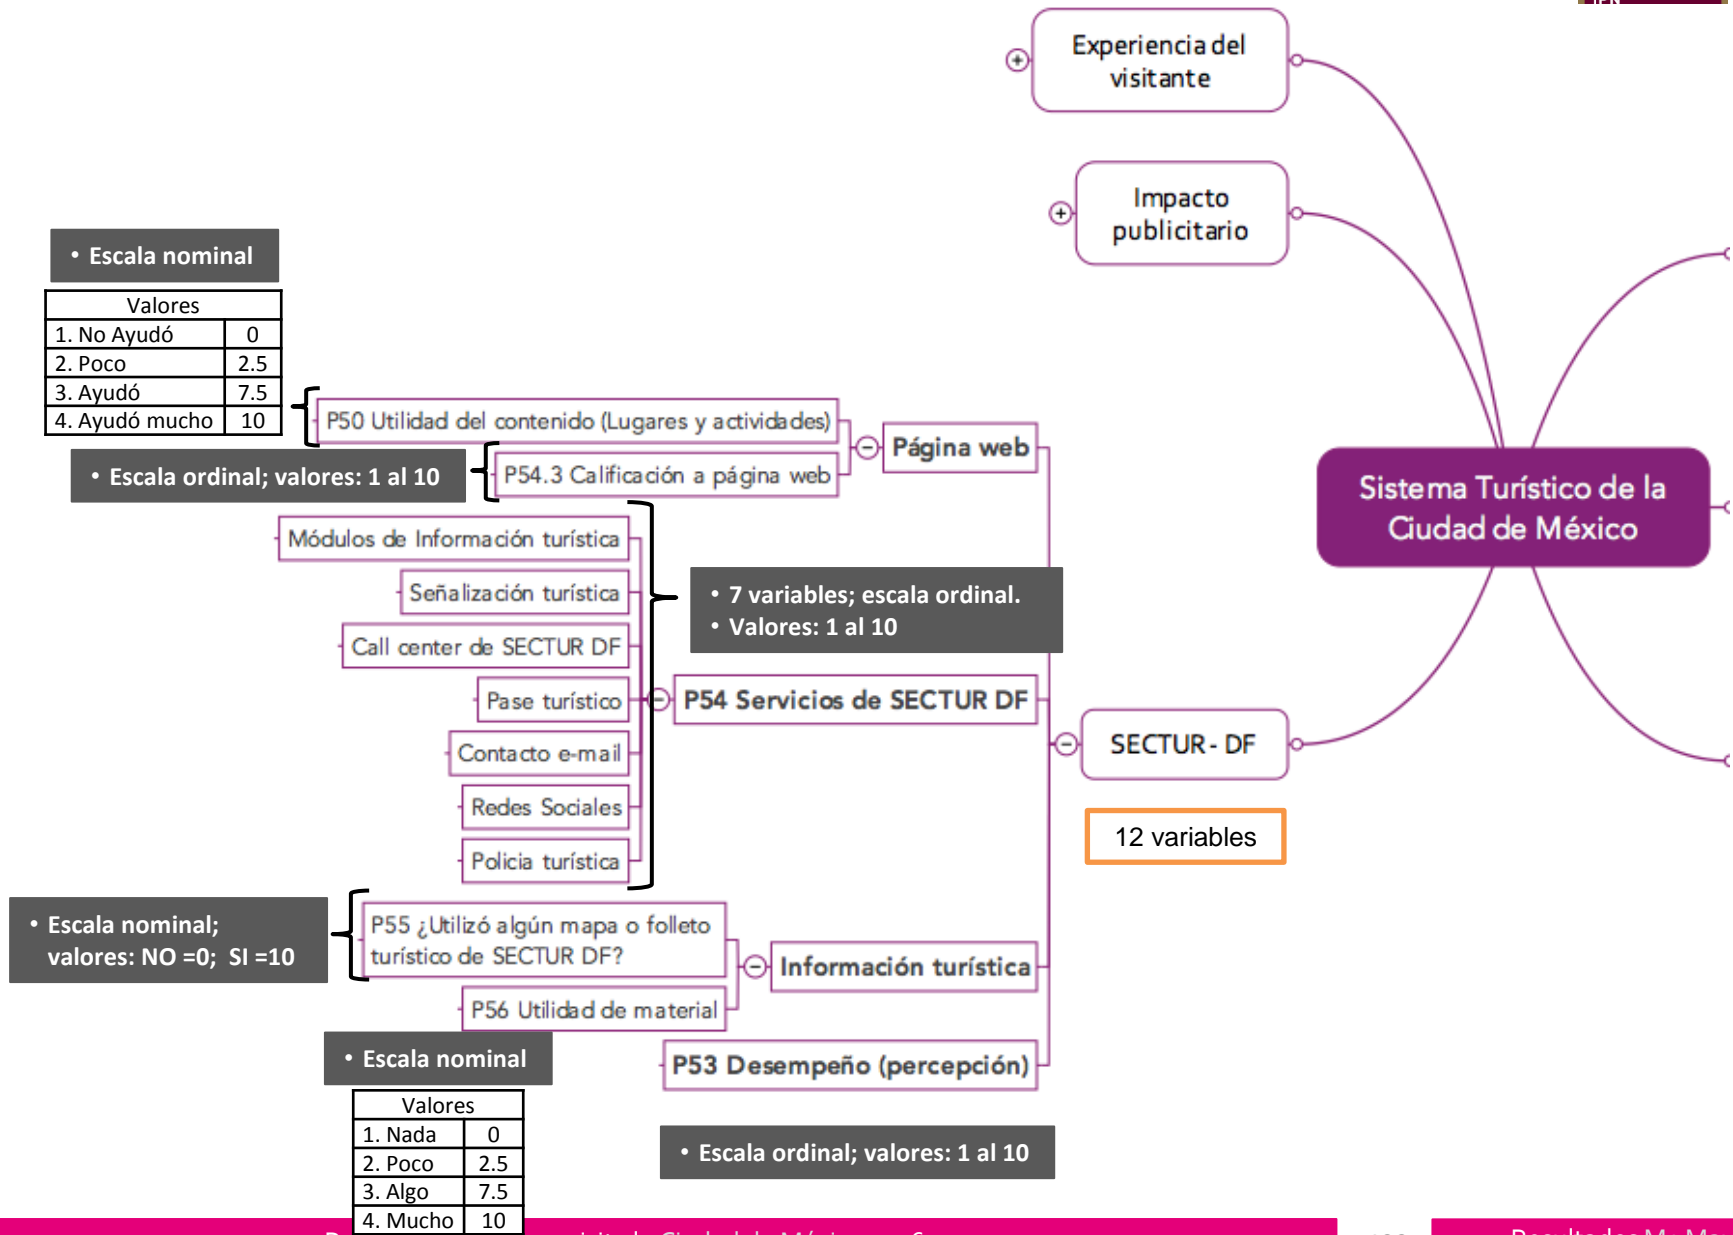 Experiencia del
visitante
Impacto
publicitario
• Escala nominal
Valores
1. No Ayudó 0
2. Poco 2.5
3. Ayudó 7.5
4. Ayudó mucho 10
P50 Utilidad del contenido (Lugares y actividades)
Página web
• Escala ordinal; valores: 1 al 10
P54.3 Calificación a página web
Sistema Turístico de la
Ciudad de México
Módulos de Información turística
Señalización turística
Call center de SECTUR DF
Pase turístico
Contacto e-mail
Redes Sociales
Policia turística
• 7 variables; escala ordinal.
• Valores: 1 al 10
P54 Servicios de SECTUR DF
SECTUR - DF
12 variables
• Escala nominal;
valores: NO =0; SI =10
P55 ¿Utilizó algún mapa o folleto
turístico de SECTUR DF?
Información turística
P56 Utilidad de material
• Escala nominal
P53 Desempeño (percepción)
Valores
1. Nada 0
2. Poco 2.5
3. Algo 7.5
4. Mucho 10
• Escala ordinal; valores: 1 al 10